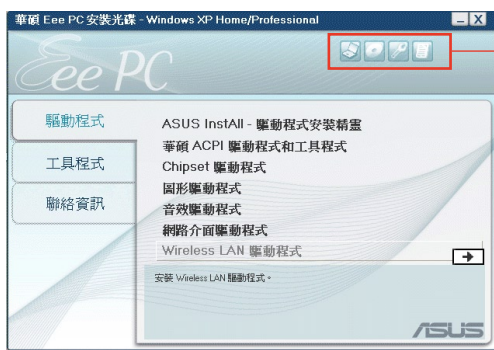 華碩 Eee PC 安裝光碟 - Windows XP Home/Professional
Eee PC
驅動程式
工具程式
聯絡資訊
ASUS InstAll - 驅動程式安裝精靈
華碩 ACPI 驅動程式和工具程式
Chipset 驅動程式
圖形驅動程式
音效驅動程式
網路介面驅動程式
Wireless LAN 驅動程式
安裝 Wireless LAN 驅動程式。
ASUS